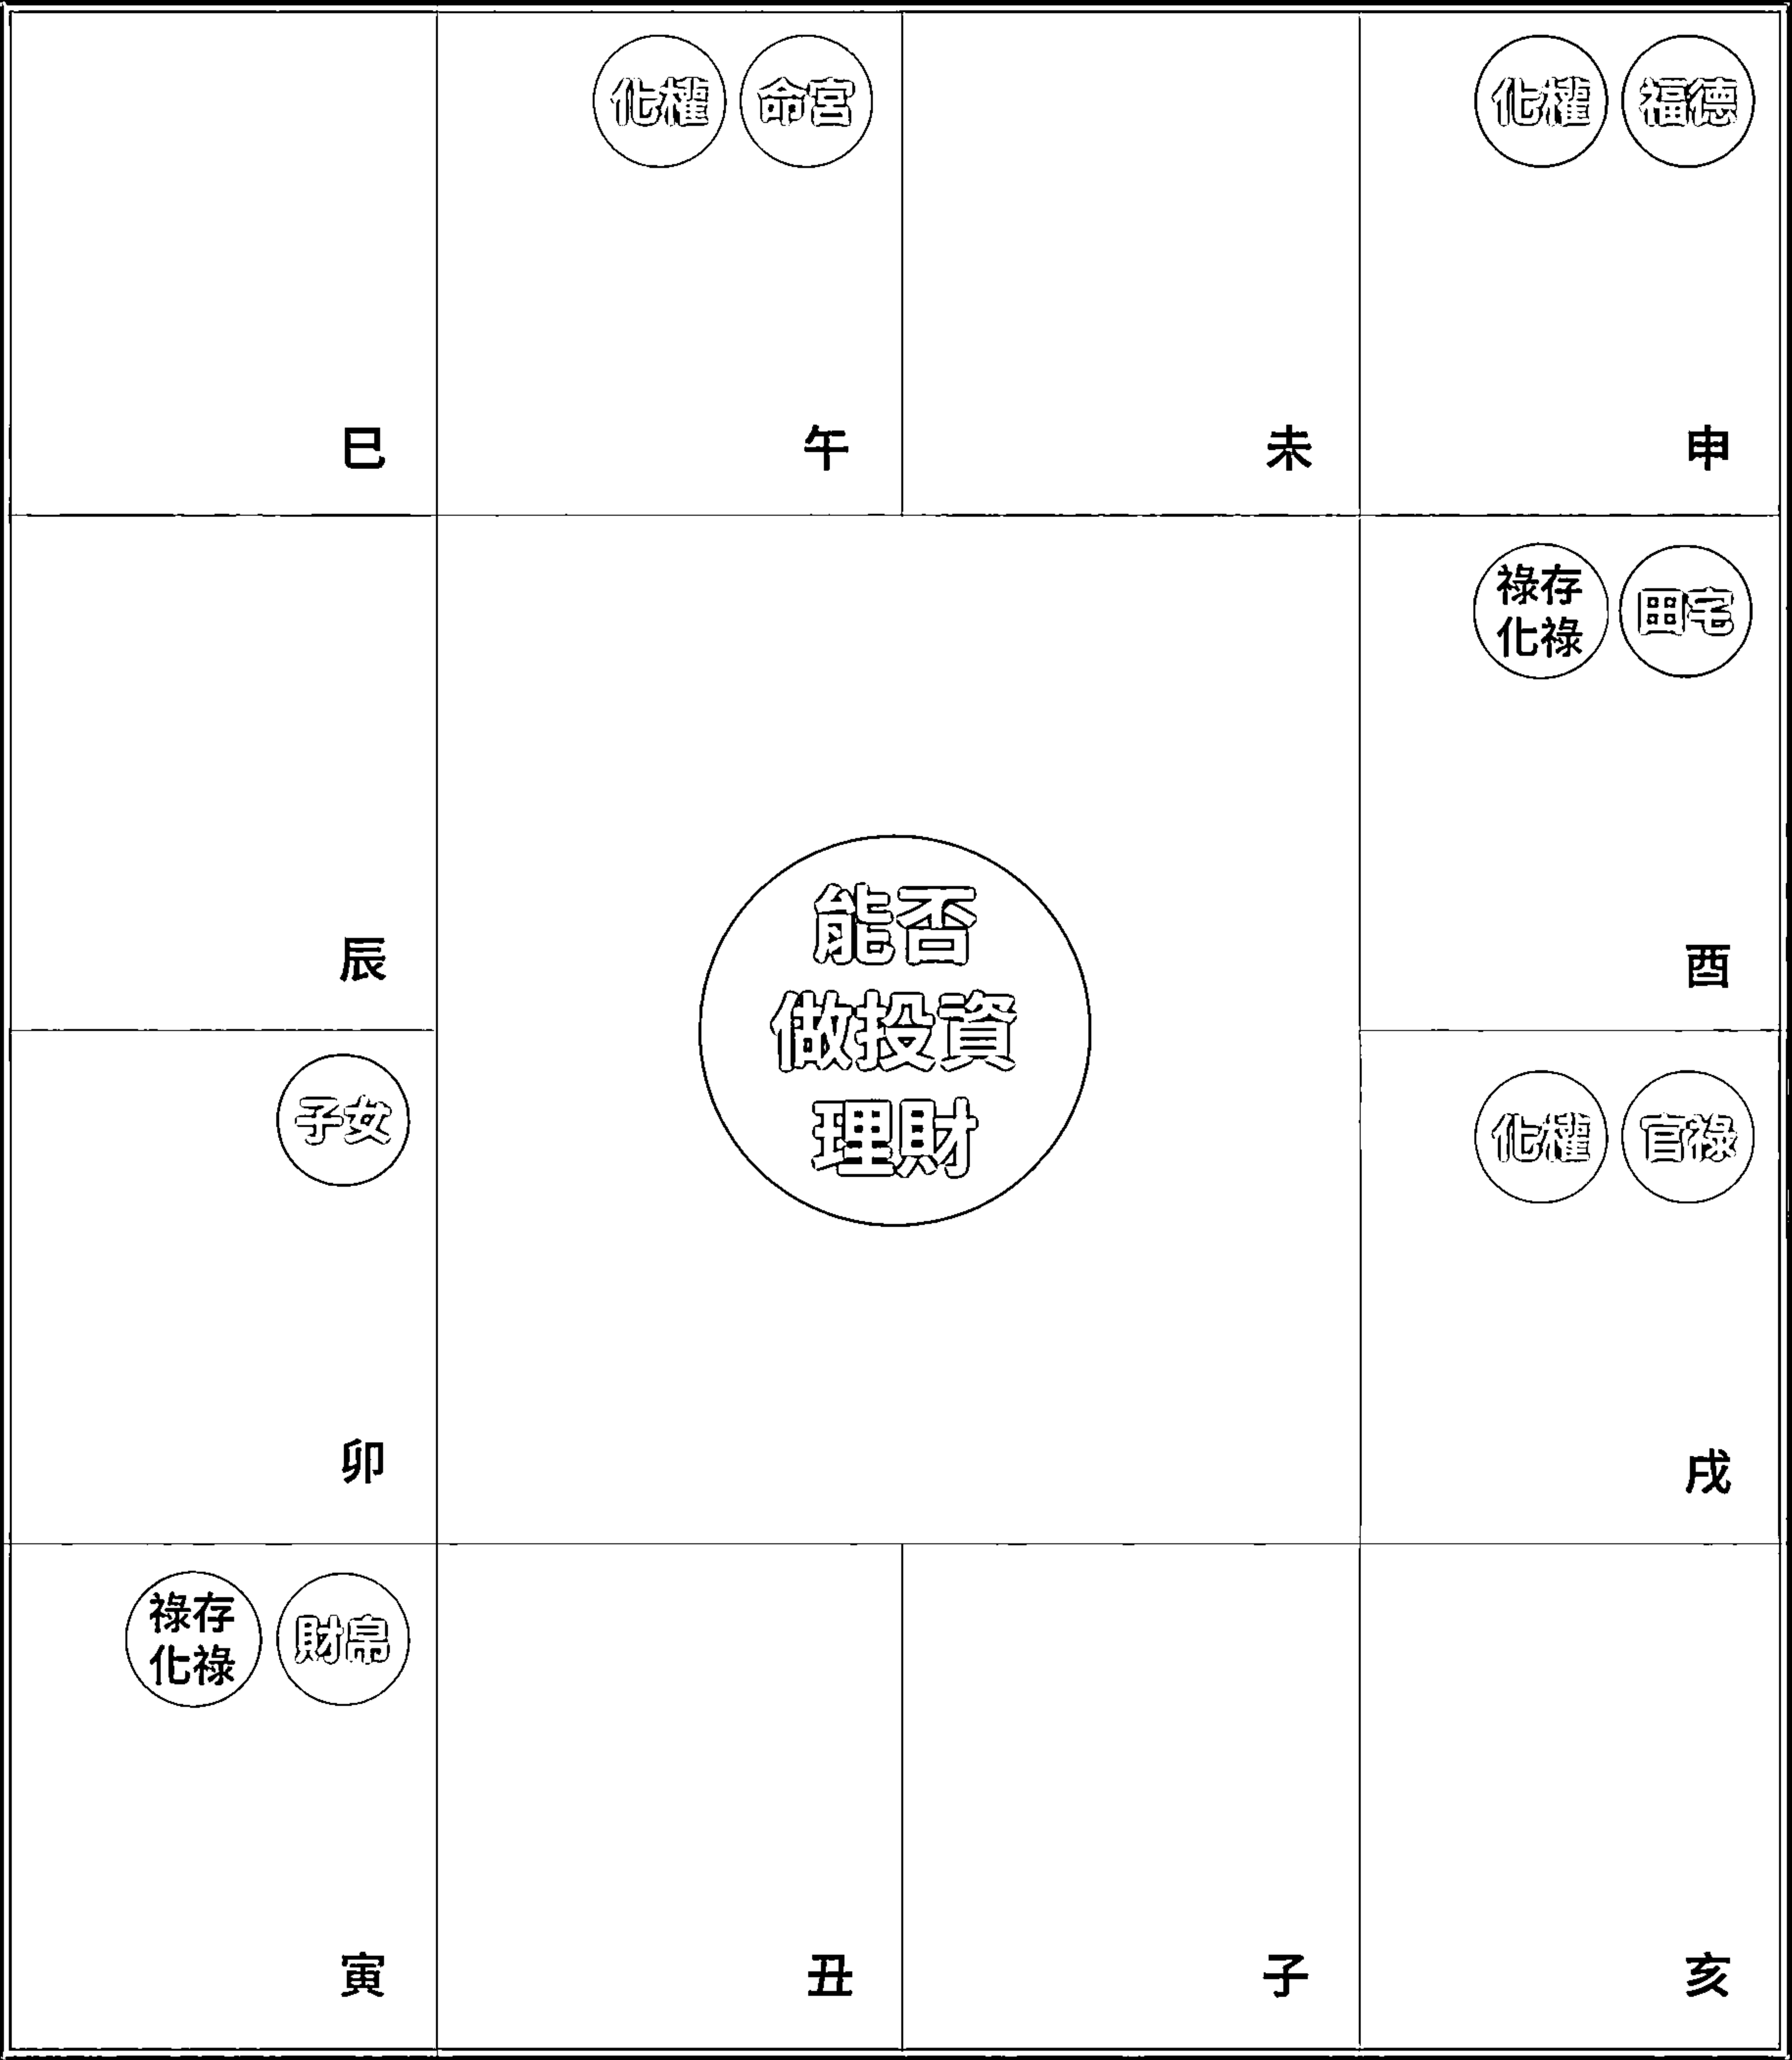 化權
命宮
化權
福德
巳
午
未
申
祿存
化祿
田宅
能否
做投資
理財
辰
酉
子女
化權
官祿
卯
戌
祿存
化祿
財帛
寅
丑
子
亥